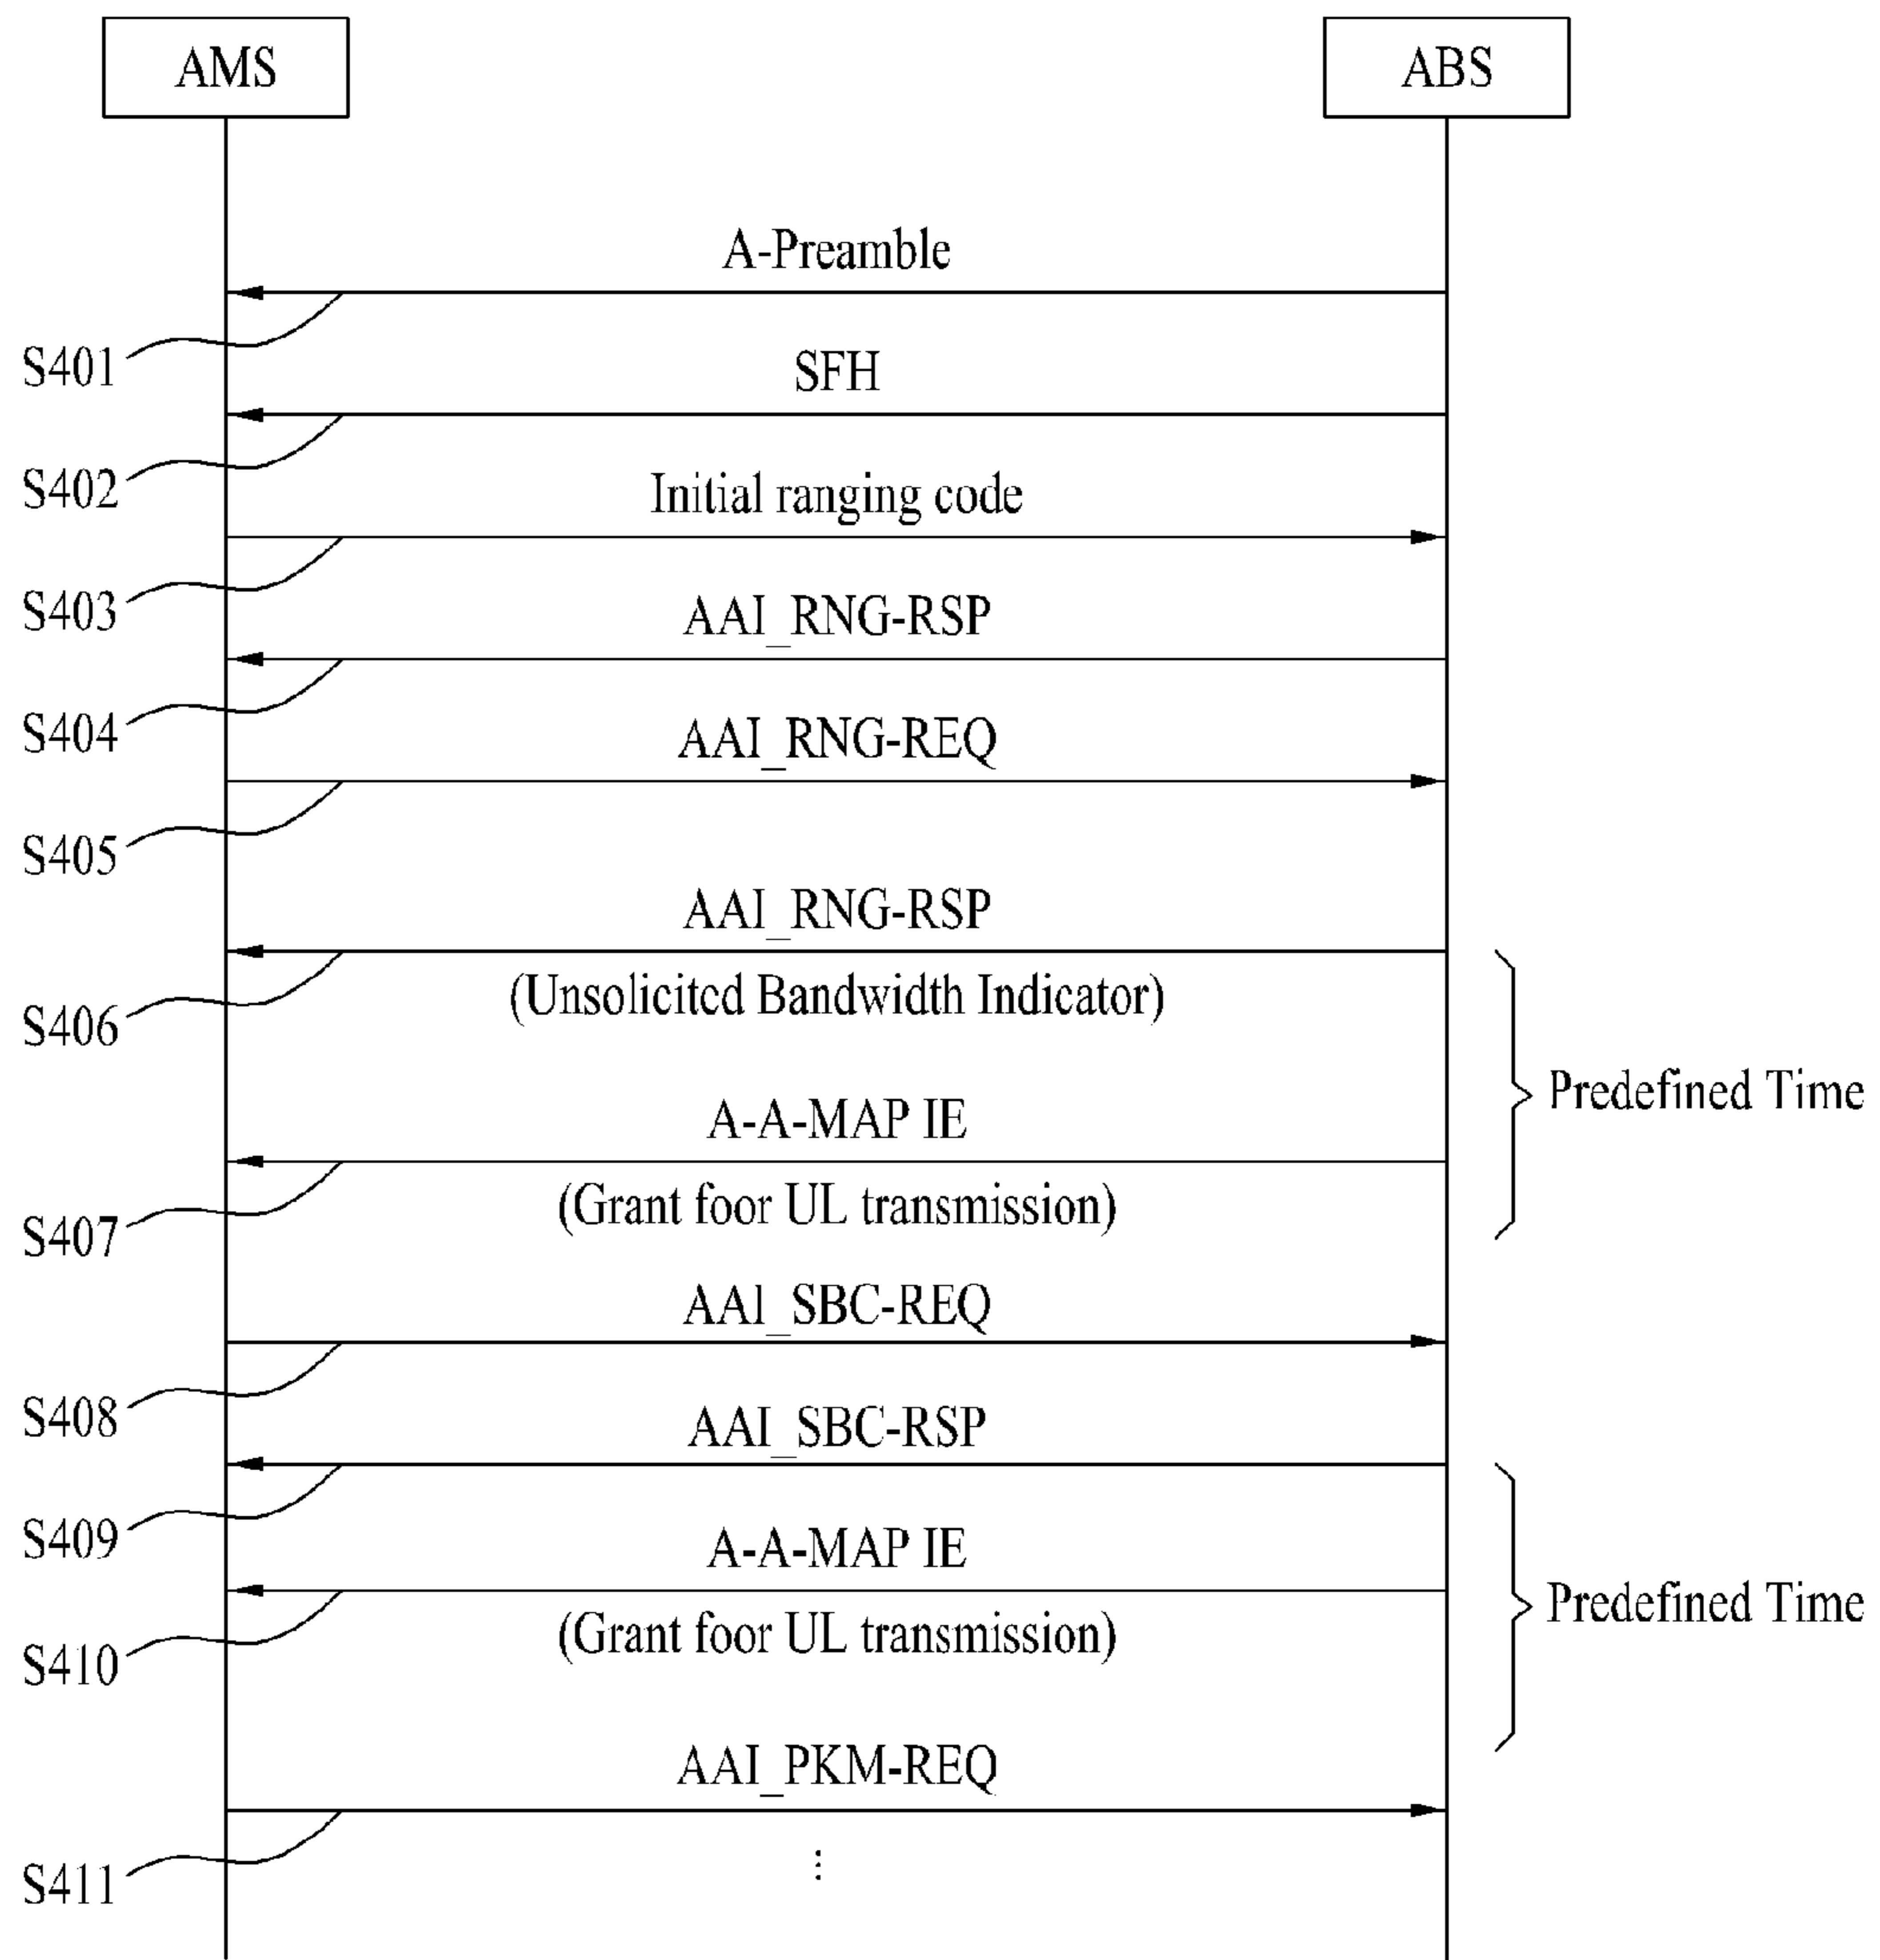 AMS
ABS
A-Preamble
S401
SFH
S402
Initial ranging code
S403
AAI_RNG-RSP
S404
AAI_RNG-REQ
S405
AAI_RNG-RSP
S406
(Unsolicited Bandwidth Indicator)
Predefined Time
A-A-MAP IE
S407
(Grant foor UL transmission)
AAI_SBC-REQ
S408
AAI_SBC-RSP
S409
A-A-MAP IE
Predefined Time
S410
(Grant foor UL transmission)
AAI_PKM-REQ
S411
⋮